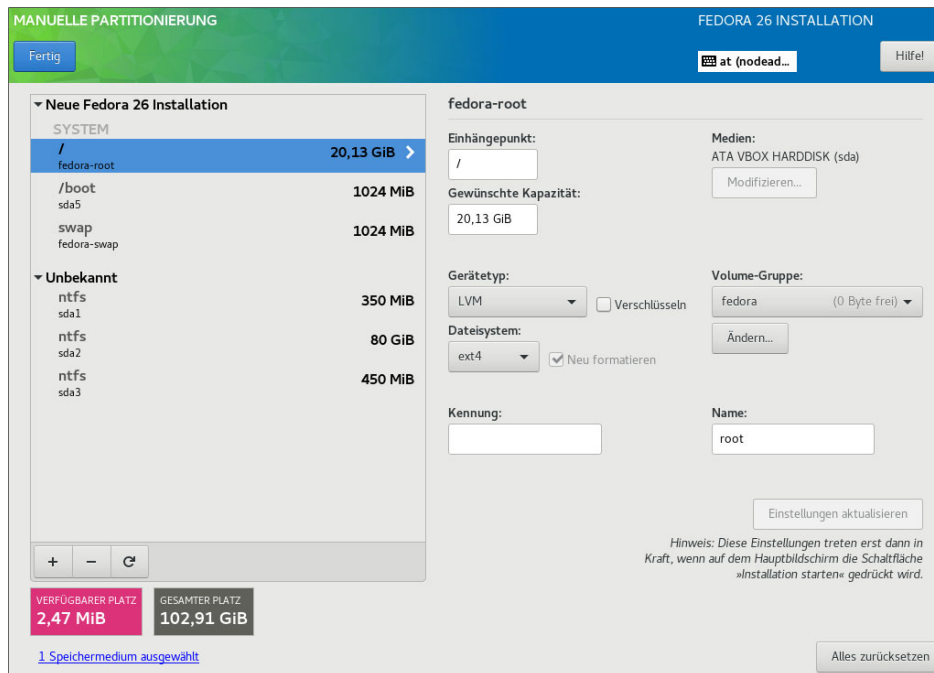 MANUELLE PARTITIONIERUNG
FEDORA 26 INSTALLATION
Fertig
at (nodead...
Hilfe!
Neue Fedora 26 Installation
SYSTEM
/
20,13 GiB
fedora-root
/boot
1024 MiB
sda5
swap
1024 MiB
fedora-swap
Unbekannt
ntfs
350 MiB
sda1
ntfs
80 GiB
sda2
ntfs
450 MiB
sda3
+ −
VERFÜGBARER PLATZ
2,47 MiB
GESAMTER PLATZ
102,91 GiB
1 Speichermedium ausgewählt
fedora-root
Einhängepunkt:
/
Medien:
ATA VBOX HARDDISK (sda)
Modifizieren...
Gewünschte Kapazität:
20,13 GiB
Gerätetyp:
LVM
Verschlüsseln
Volume-Gruppe:
fedora (0 Byte frei)
Dateisystem:
ext4
Neu formatieren
Ändern...
Kennung:
Name:
root
Einstellungen aktualisieren
Hinweis: Diese Einstellungen treten erst dann in
Kraft, wenn auf dem Hauptbildschirm die Schaltfläche
»Installation starten« gedrückt wird.
Alles zurücksetzen